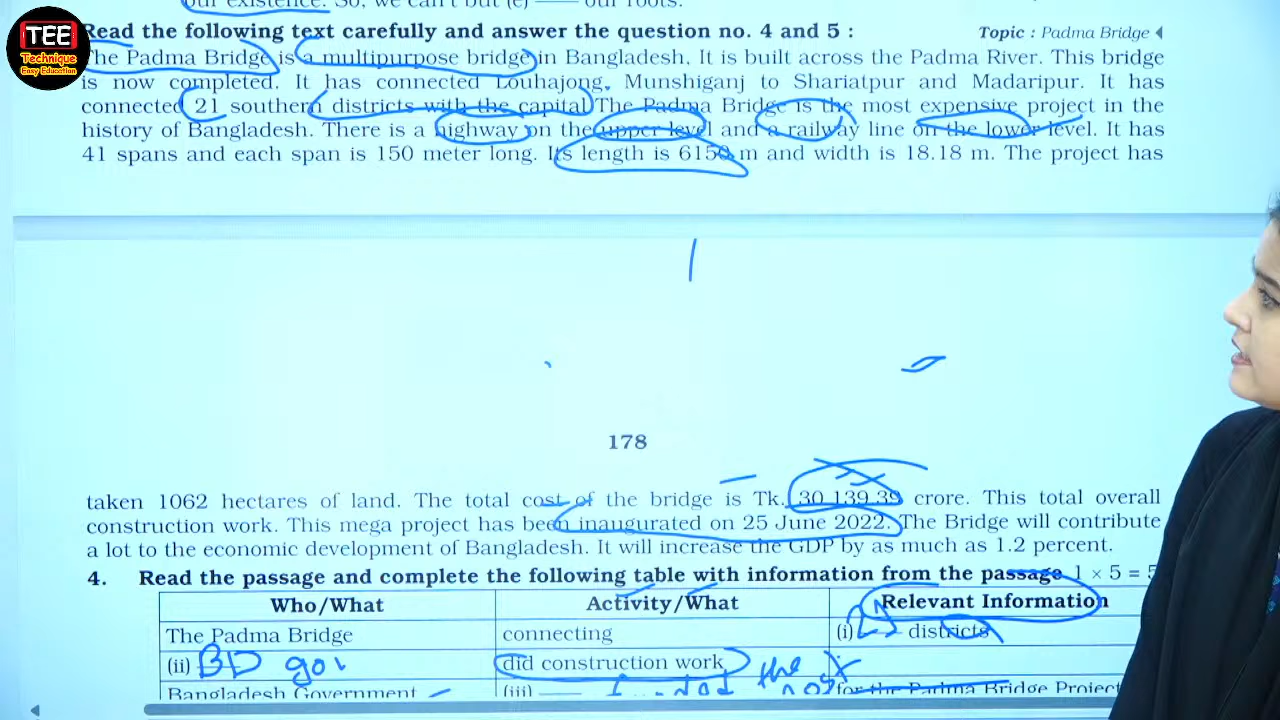 our existence. So, we can't but (e) —— our roots.
TEE
Technique
Easy Education
Read the following text carefully and answer the question no. 4 and 5 : Topic : Padma Bridge
The Padma Bridge is a multipurpose bridge in Bangladesh. It is built across the Padma River. This bridge
is now completed. It has connected Louhajong, Munshiganj to Shariatpur and Madaripur. It has
connected 21 southern districts with the capital The Padma Bridge is the most expensive project in the
history of Bangladesh. There is a highway on the upper level and a railway line on the lower level. It has
41 spans and each span is 150 meter long. Its length is 6150 m and width is 18.18 m. The project has
178
taken 1062 hectares of land. The total cost of the bridge is Tk. 30 139.39 crore. This total overall
construction work. This mega project has been inaugurated on 25 June 2022. The Bridge will contribute
a lot to the economic development of Bangladesh. It will increase the GDP by as much as 1.2 percent.
4. Read the passage and complete the following table with information from the passage 1 × 5 = 5
Who/What Activity/What Relevant Information
The Padma Bridge connecting (i) 21 districts
(ii) BD gov did construction work
Bangladesh Government (iii) —— the for the Padma Bridge Project